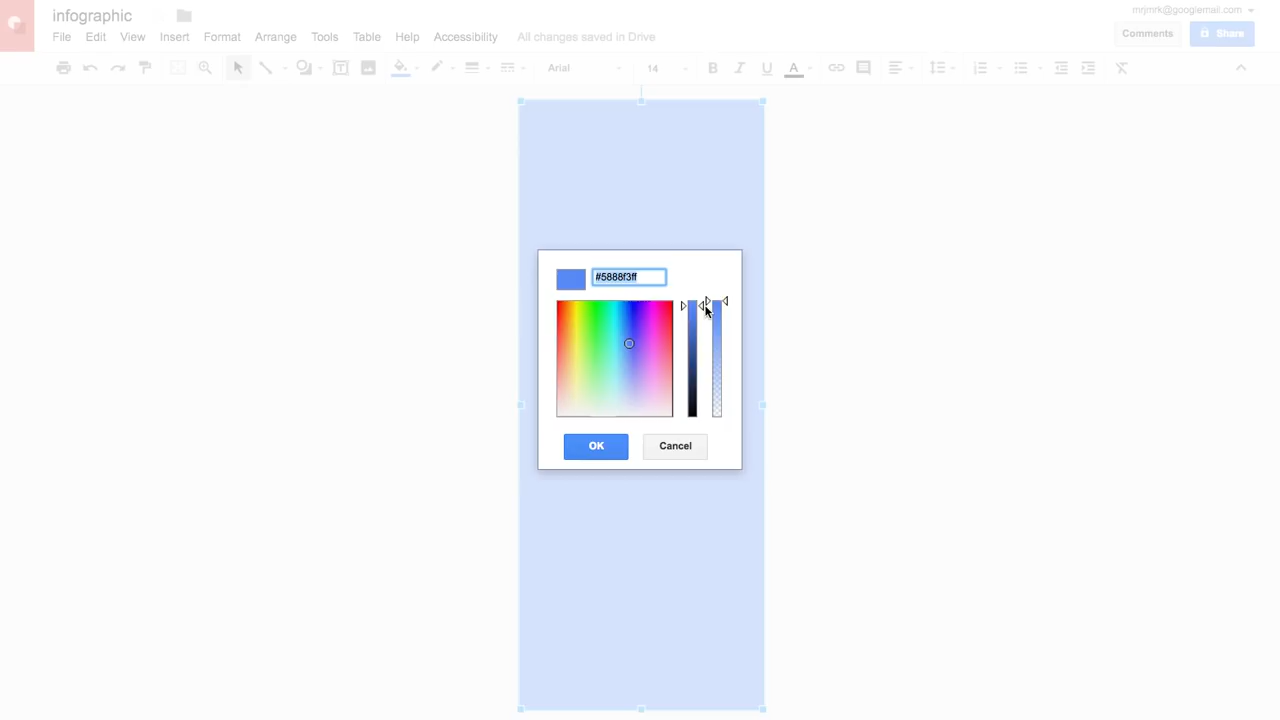 infographic
mrjmrk@googlemail.com
File Edit View Insert Format Arrange Tools Table Help Accessibility All changes saved in Drive
Comments Share
Arial 14 B I U A
#5888f3ff
OK Cancel